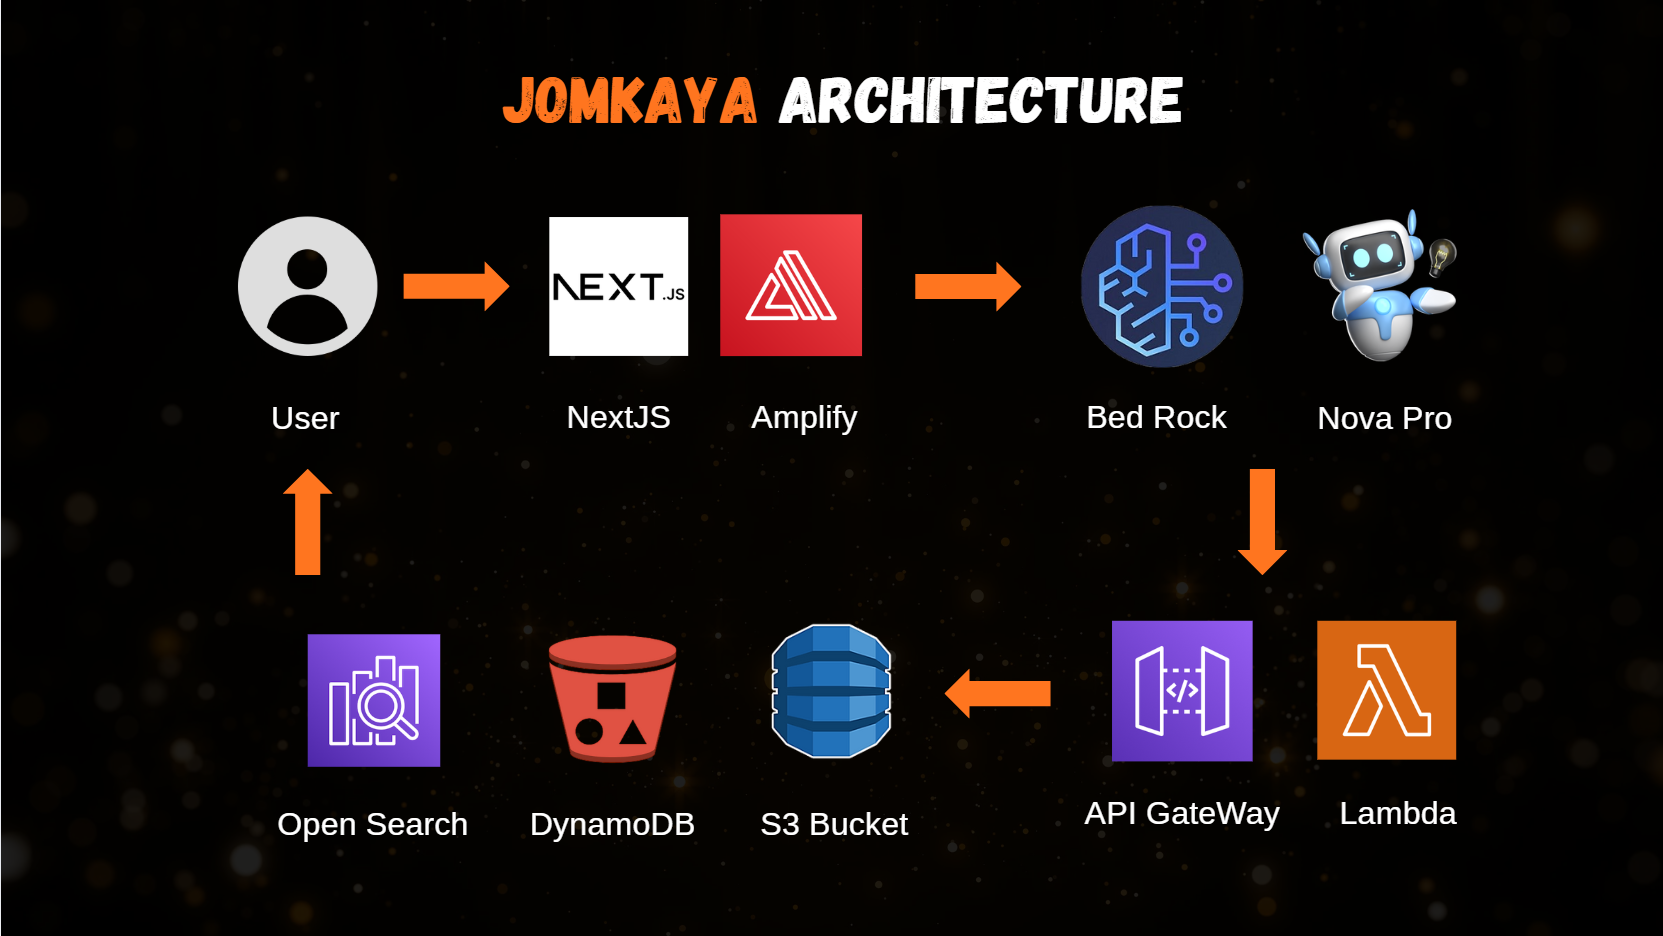 JOMKAYA ARCHITECTURE
NEXT.JS
User
NextJS
Amplify
Bed Rock
Nova Pro
</>
Open Search
DynamoDB
S3 Bucket
API GateWay
Lambda